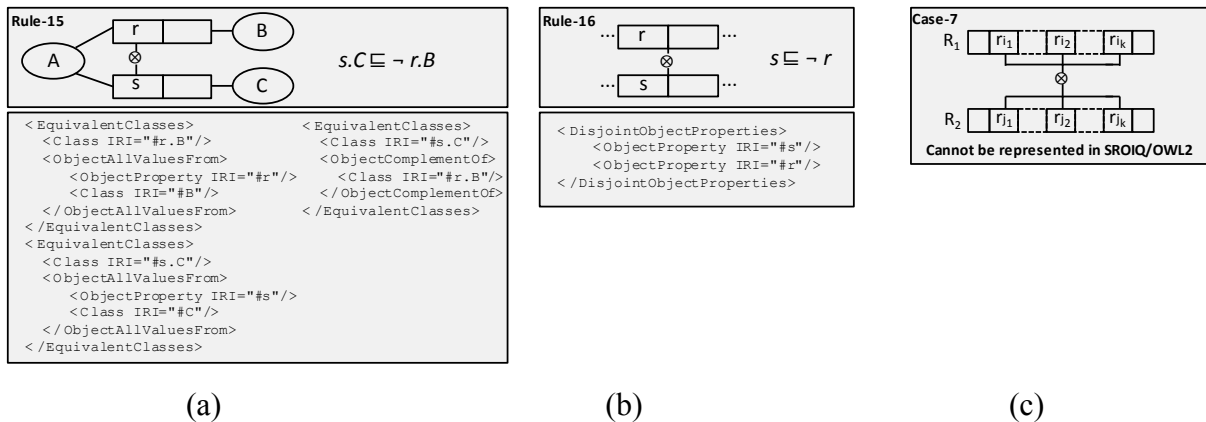 Rule-15
r
B
A
s
C
s.C ⊑ ¬ r.B
<EquivalentClasses>
<Class IRI="#r.B"/>
<ObjectAllValuesFrom>
<ObjectProperty IRI="#r"/>
<Class IRI="#B"/>
</ObjectAllValuesFrom>
</EquivalentClasses>
<EquivalentClasses>
<Class IRI="#s.C"/>
<ObjectAllValuesFrom>
<ObjectProperty IRI="#s"/>
<Class IRI="#C"/>
</ObjectAllValuesFrom>
</EquivalentClasses>
<EquivalentClasses>
<Class IRI="#s.C"/>
<ObjectComplementOf>
<Class IRI="#r.B"/>
</ObjectComplementOf>
</EquivalentClasses>
(a)
Rule-16
... r ...
... s ...
s ⊑ ¬ r
<DisjointObjectProperties>
<ObjectProperty IRI="#s"/>
<ObjectProperty IRI="#r"/>
</DisjointObjectProperties>
(b)
Case-7
R1 ri1 ri2 rik
R2 rj1 rj2 rjk
Cannot be represented in SROIQ/OWL2
(c)